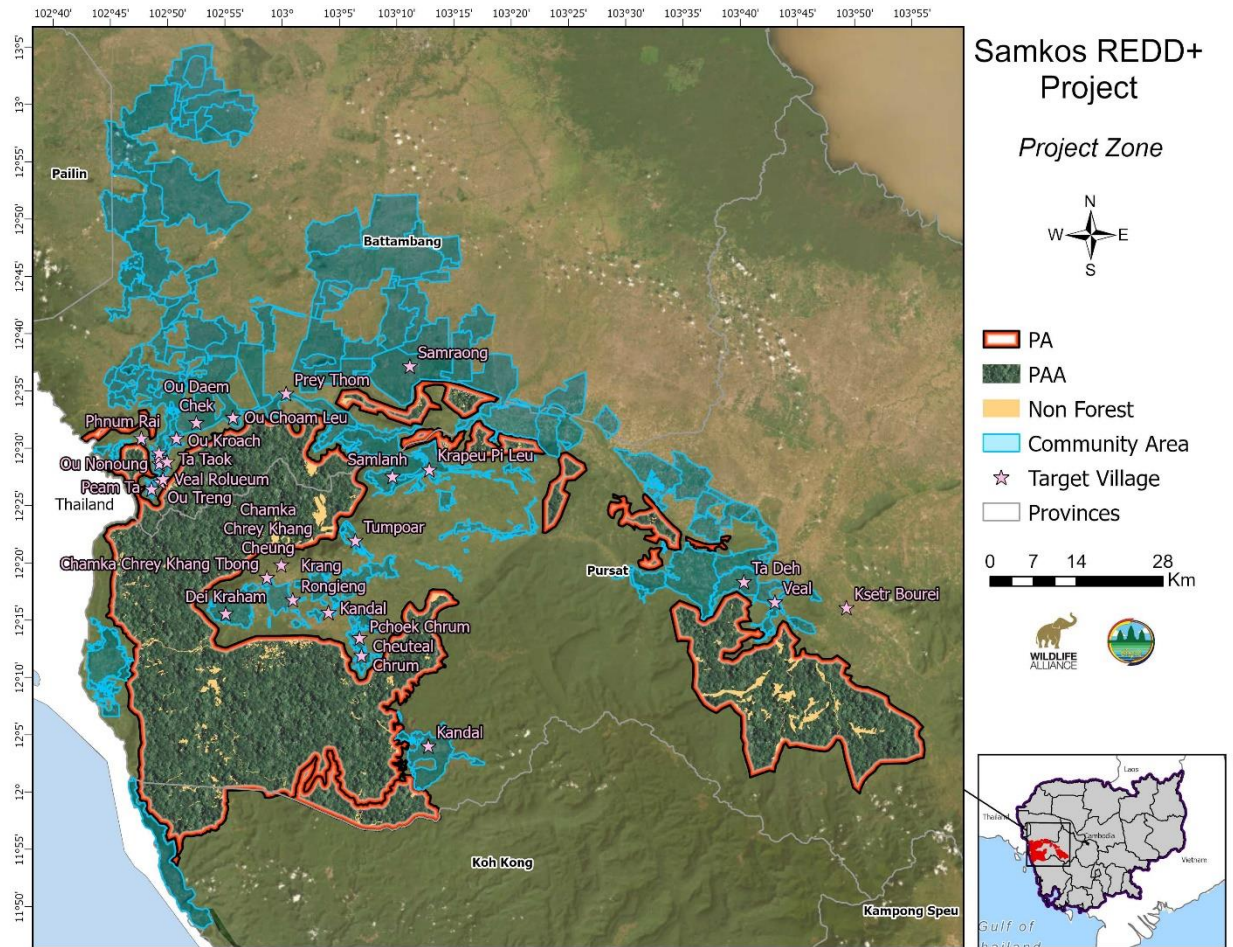 102°40' 102°45' 102°50' 102°55' 103° 103°5' 103°10' 103°15' 103°20' 103°25' 103°30' 103°35' 103°40' 103°45' 103°50' 103°55'
13°5'
13°
12°55'
12°50'
12°45'
12°40'
12°35'
12°30'
12°25'
12°20'
12°15'
12°10'
12°5'
12°
11°55'
11°50'
Pailin
Battambang
Samraong
Prey Thom
Ou Daem
Chek
Ou Choam Leu
Phnum Rai
Ou Kroach
Ou Nonoung
Ta Taok
Samlanh
Krapeu Pi Leu
Peam Ta
Veal Rolueum
Ou Treng
Thailand
Chamka
Chrey Khang
Cheung
Tumpoar
Chamka Chrey Khang Tbong
Krang
Rongieng
Dei Kraham
Kandal
Pchoek Chrum
Cheuteal
Chrum
Kandal
Pursat
Ta Deh
Veal
Ksetr Bourei
Koh Kong
Kampong Speu
Samkos REDD+
Project
Project Zone
N
W E
S
PA
PAA
Non Forest
Community Area
Target Village
Provinces
0 7 14 28
Km
WILDLIFE
ALLIANCE
Laos
Thailand
Cambodia
Vietnam
Gulf of